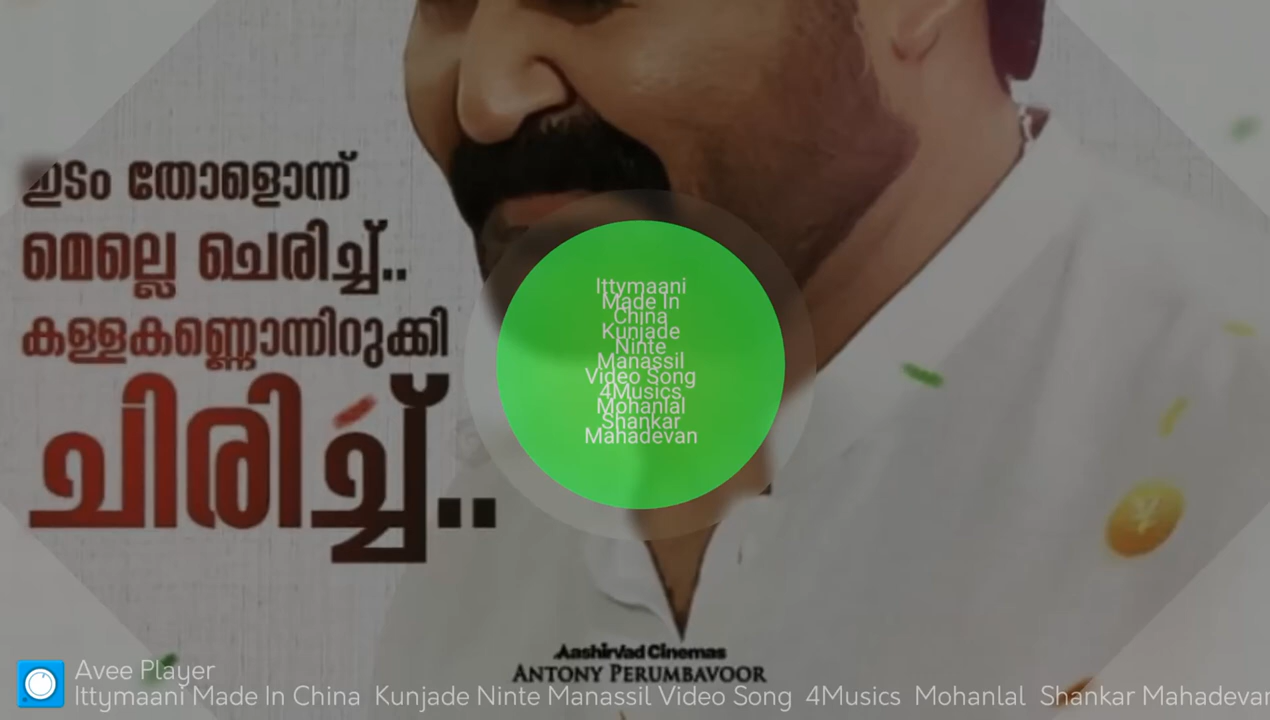 ഇടം തോളൊന്ന്
മെല്ലെ ചെരിച്ച്..
കള്ളകണ്ണൊന്നിറുക്കി
ചിരിച്ച്..
Ittymaani
Made In
China
Kunjade
Ninte
Manassil
Video Song
4Musics
Mohanlal
Shankar
Mahadevan
¥
Aashirvad Cinemas
ANTONY PERUMBAVOOR
Avee Player
Ittymaani Made In China Kunjade Ninte Manassil Video Song 4Musics Mohanlal Shankar Mahadevan